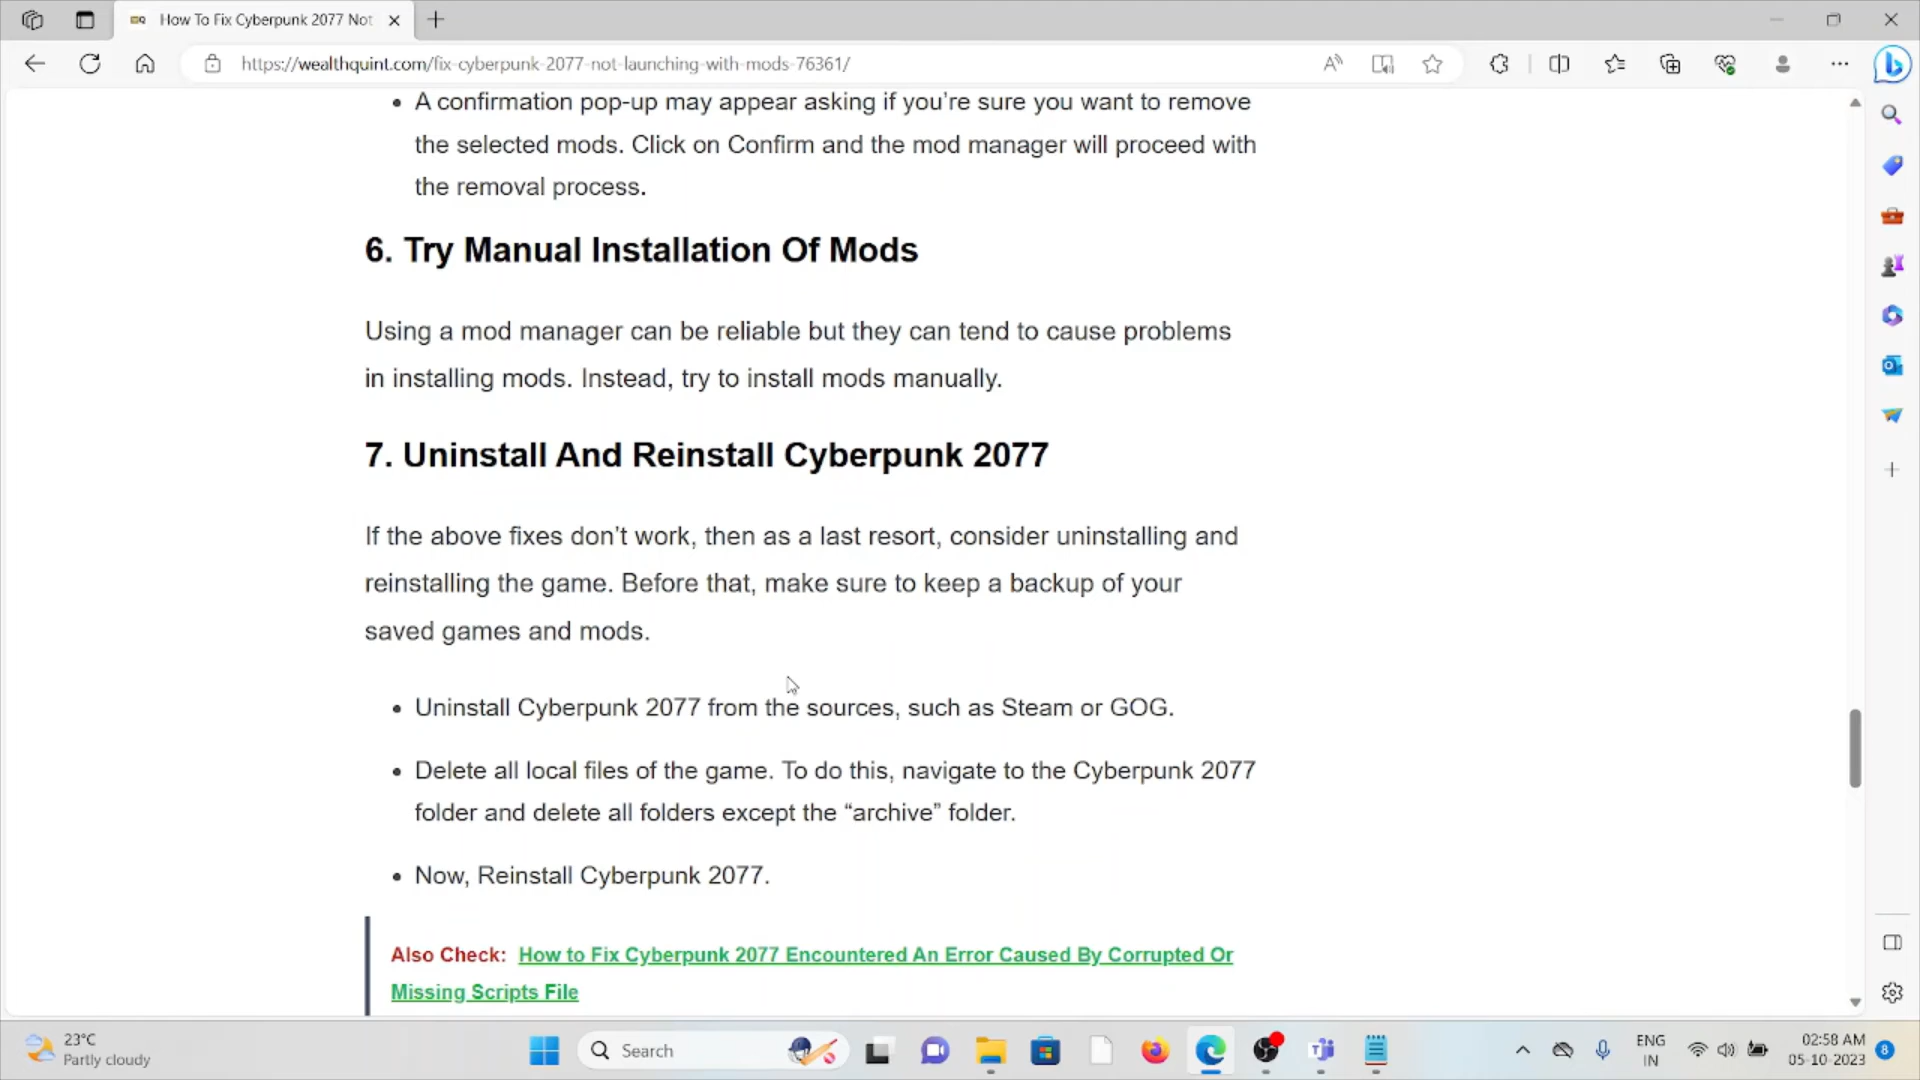 How To Fix Cyberpunk 2077 Not
https://wealthquint.com/fix-cyberpunk-2077-not-launching-with-mods-76361/
• A confirmation pop-up may appear asking if you’re sure you want to remove
the selected mods. Click on Confirm and the mod manager will proceed with
the removal process.
6. Try Manual Installation Of Mods
Using a mod manager can be reliable but they can tend to cause problems
in installing mods. Instead, try to install mods manually.
7. Uninstall And Reinstall Cyberpunk 2077
If the above fixes don’t work, then as a last resort, consider uninstalling and
reinstalling the game. Before that, make sure to keep a backup of your
saved games and mods.
• Uninstall Cyberpunk 2077 from the sources, such as Steam or GOG.
• Delete all local files of the game. To do this, navigate to the Cyberpunk 2077
folder and delete all folders except the “archive” folder.
• Now, Reinstall Cyberpunk 2077.
Also Check: How to Fix Cyberpunk 2077 Encountered An Error Caused By Corrupted Or
Missing Scripts File
23°C
Partly cloudy
Search
ENG
IN
02:58 AM
05-10-2023
8